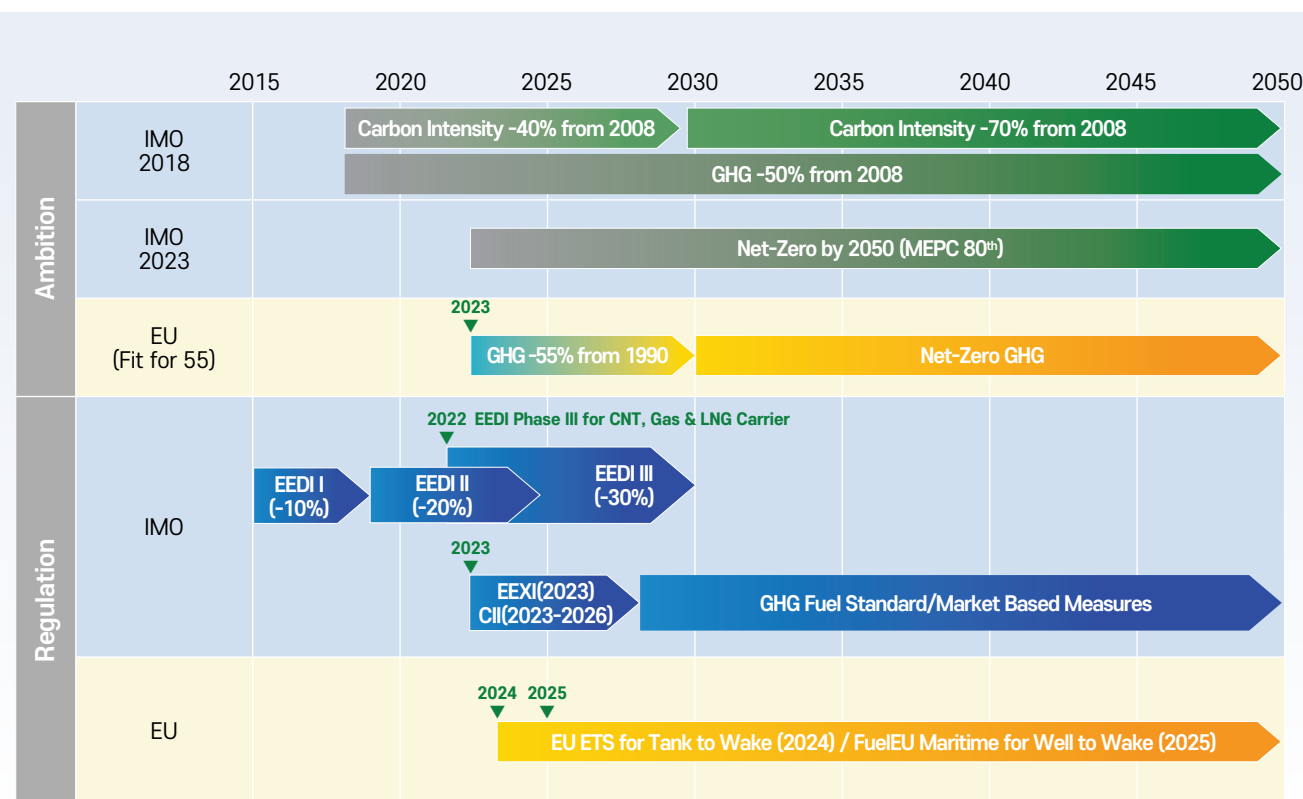 2015 2020 2025 2030 2035 2040 2045 2050
Ambition
IMO
2018
Carbon Intensity -40% from 2008
Carbon Intensity -70% from 2008
GHG -50% from 2008
IMO
2023
Net-Zero by 2050 (MEPC 80th)
EU
(Fit for 55)
2023
GHG -55% from 1990
Net-Zero GHG
Regulation
IMO
2022 EEDI Phase III for CNT, Gas & LNG Carrier
EEDI I
(-10%)
EEDI II
(-20%)
EEDI III
(-30%)
2023
EEXI(2023)
CII(2023-2026)
GHG Fuel Standard/Market Based Measures
EU
2024 2025
EU ETS for Tank to Wake (2024) / FuelEU Maritime for Well to Wake (2025)